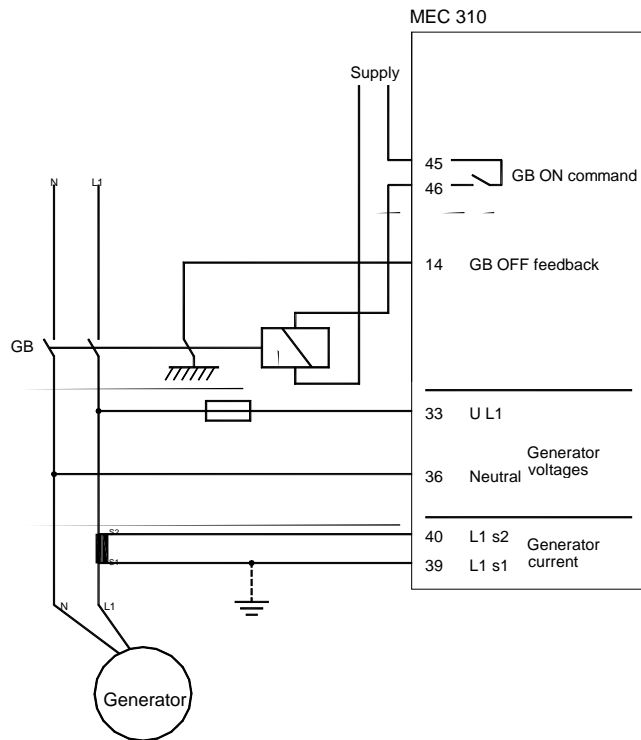 MEC 310
Supply
45
GB ON command
46
N L1
14 GB OFF feedback
GB
33 U L1
Generator
voltages
36 Neutral
S2
40 L1 s2
Generator
current
S1
39 L1 s1
N L1
Generator